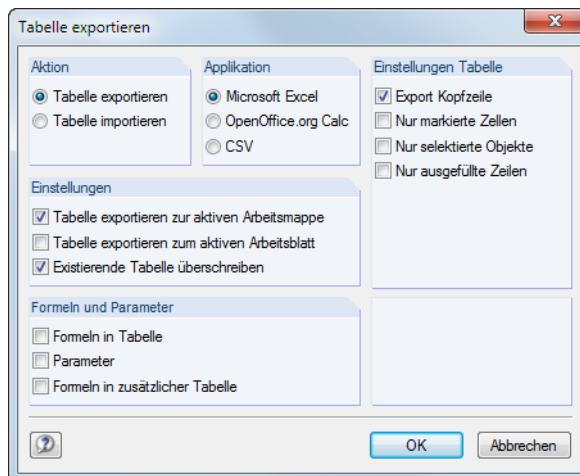 Tabelle exportieren
Aktion
Tabelle exportieren
Tabelle importieren
Applikation
Microsoft Excel
OpenOffice.org Calc
CSV
Einstellungen Tabelle
Export Kopfzeile
Nur markierte Zellen
Nur selektierte Objekte
Nur ausgefüllte Zeilen
Einstellungen
Tabelle exportieren zur aktiven Arbeitsmappe
Tabelle exportieren zum aktiven Arbeitsblatt
Existierende Tabelle überschreiben
Formeln und Parameter
Formeln in Tabelle
Parameter
Formeln in zusätzlicher Tabelle
OK
Abbrechen